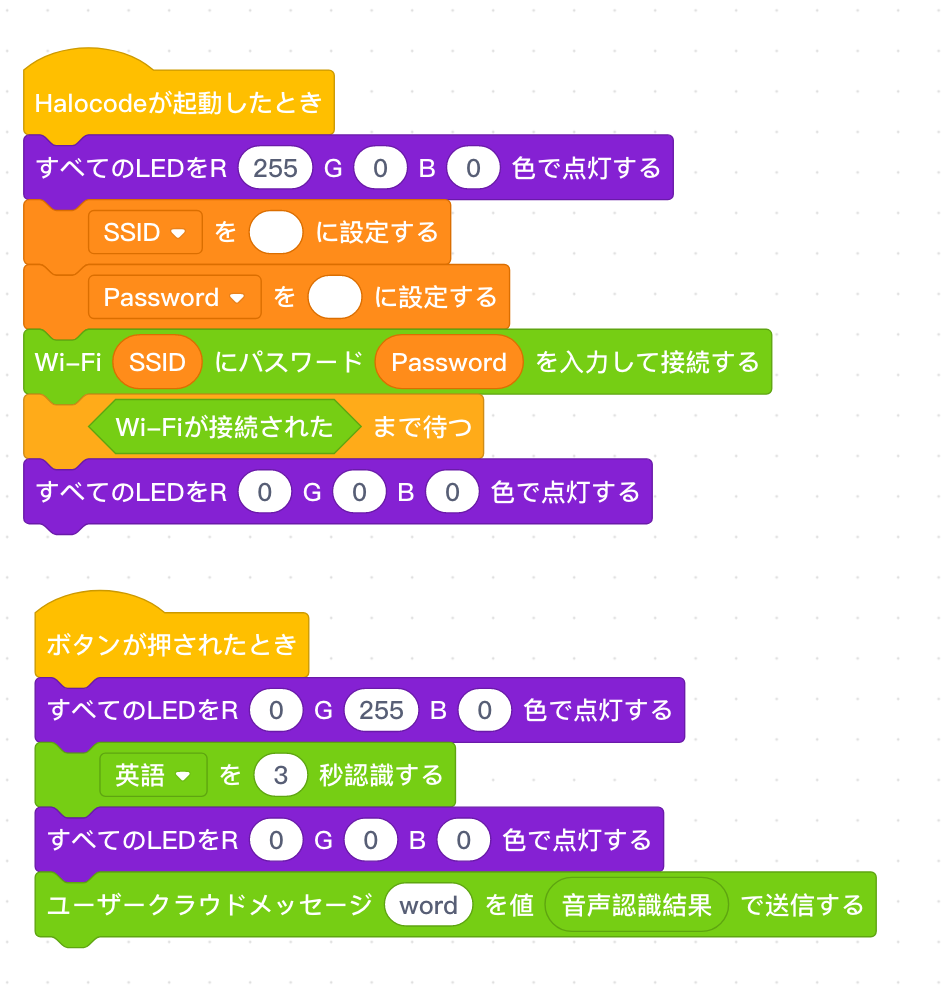 Halocodeが起動したとき
すべてのLEDをR 255 G 0 B 0 色で点灯する
SSID を に設定する
Password を に設定する
Wi-Fi SSID にパスワード Password を入力して接続する
Wi-Fiが接続された まで待つ
すべてのLEDをR 0 G 0 B 0 色で点灯する
ボタンが押されたとき
すべてのLEDをR 0 G 255 B 0 色で点灯する
英語 を 3 秒認識する
すべてのLEDをR 0 G 0 B 0 色で点灯する
ユーザークラウドメッセージ word を値 音声認識結果 で送信する